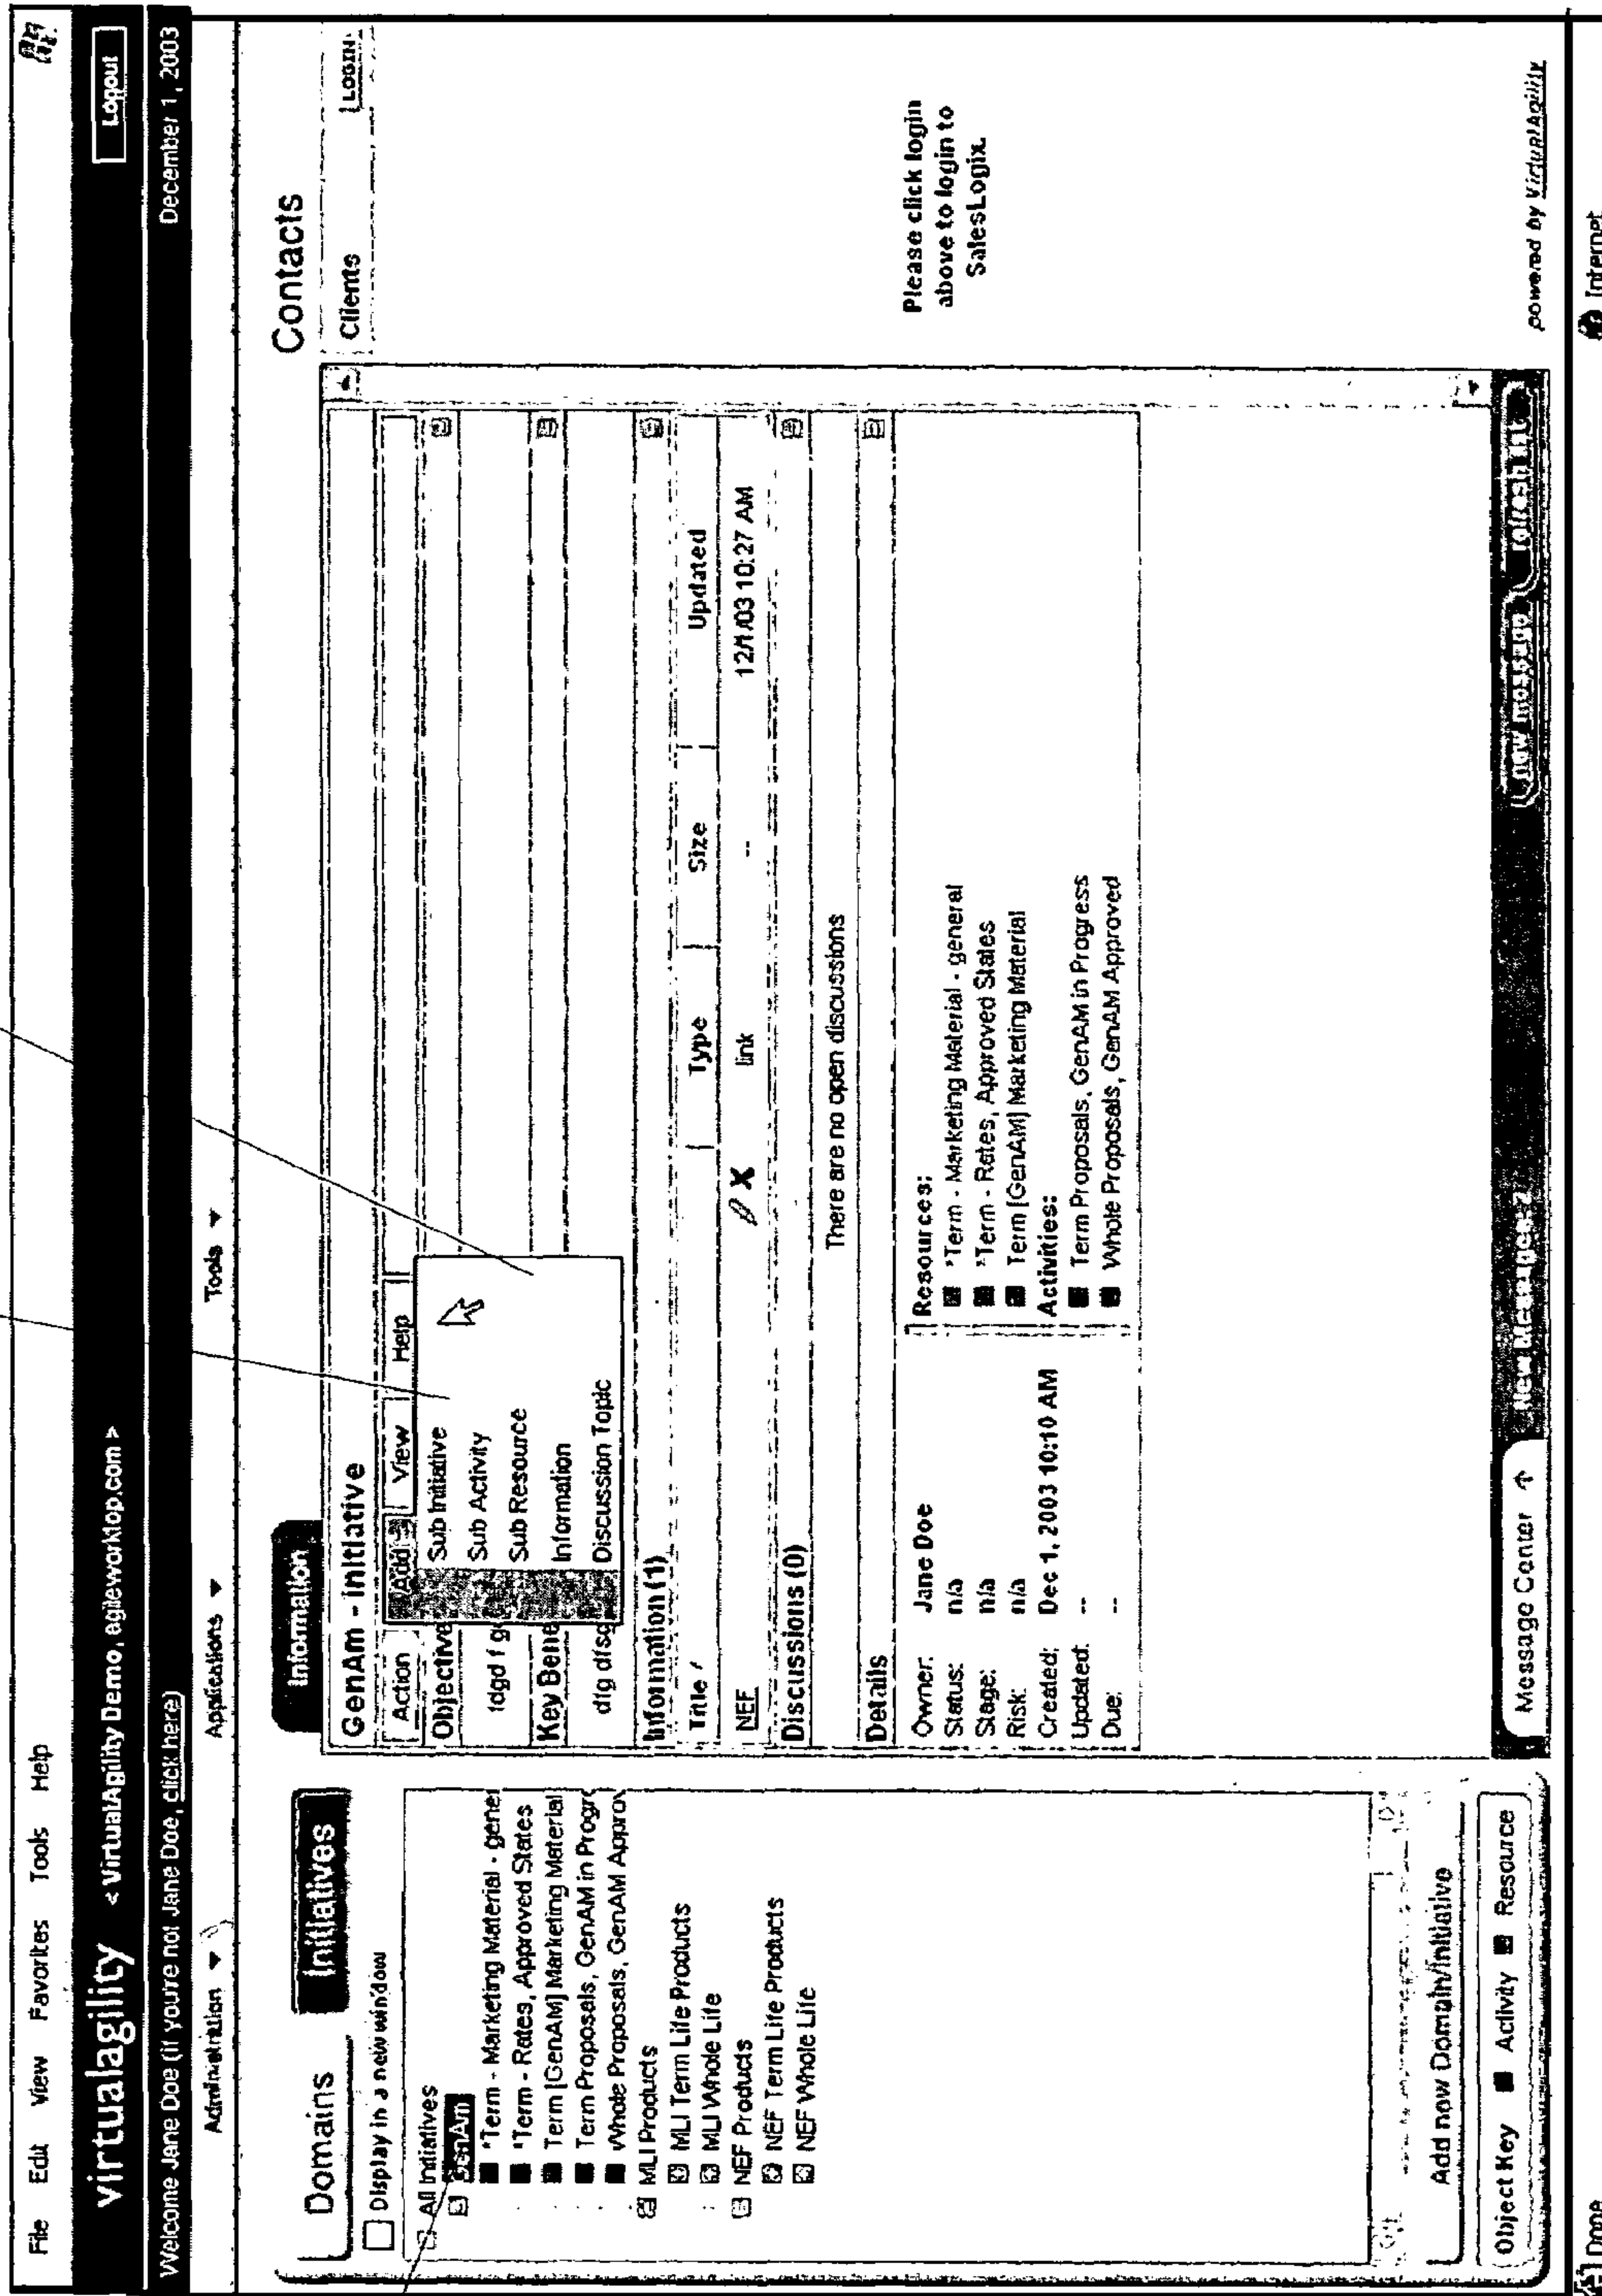 File Edit View Favorites Tools Help
virtualagility < VirtualAgility Demo, agileworktop.com >
Logout
Welcome Jane Doe (if you're not Jane Doe, click here)
December 1, 2003
Administration Applications Tools
Domains
Initiatives
Display in a new window
All Initiatives
GenAm
*Term - Marketing Material - gener
*Term - Rates, Approved States
Term [GenAM] Marketing Material
Term Proposals, GenAM in Progr
Whole Proposals, GenAM Approv
MLI Products
MLI Term Life Products
MLI Whole Life
NEF Products
NEF Term Life Products
NEF Whole Life
Add new Domain/Initiative
Object Key Activity Resource
Information
GenAm - Initiative
Action Add View Help
Sub Initiative
Sub Activity
Sub Resource
Information
Discussion Topic
Objective
Key Bene
Information (1)
Title Type Size Updated
NEF link -- 12/1/03 10:27 AM
Discussions (0)
There are no open discussions
Details
Owner: Jane Doe
Status: n/a
Stage: n/a
Risk: n/a
Created: Dec 1, 2003 10:10 AM
Updated: --
Due: --
Resources:
*Term - Marketing Material - general
*Term - Rates, Approved States
Term [GenAM] Marketing Material
Activities:
Term Proposals, GenAM in Progress
Whole Proposals, GenAM Approved
Message Center
new message
Contacts
Clients LOGIN
Please click login
above to login to
SalesLogix.
powered by VirtualAgility
Done
Internet